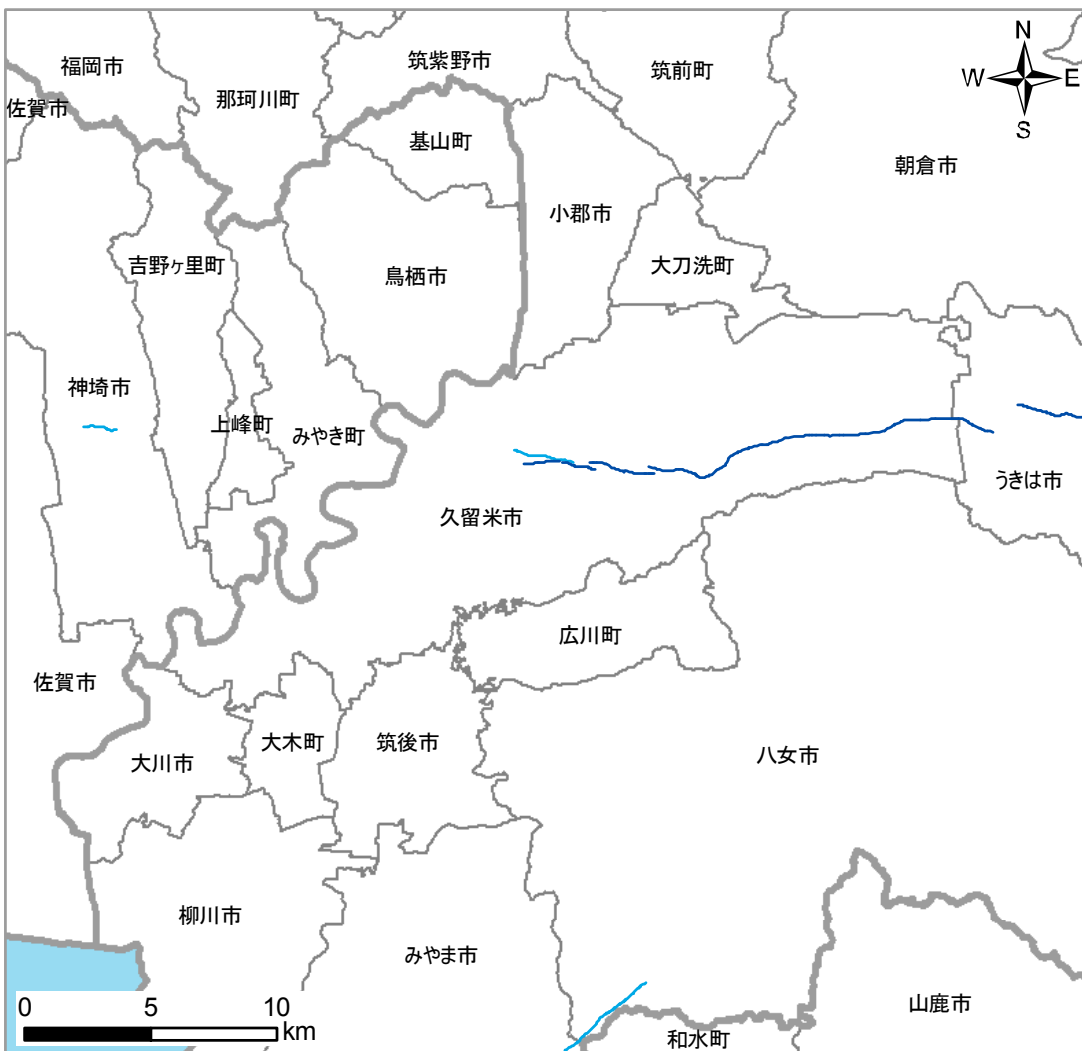 N
W
E
S
福岡市
那珂川町
筑紫野市
筑前町
佐賀市
基山町
朝倉市
小郡市
吉野ヶ里町
鳥栖市
大刀洗町
神埼市
上峰町
みやき町
久留米市
うきは市
広川町
佐賀市
大川市
大木町
筑後市
八女市
柳川市
みやま市
山鹿市
和水町
0 5 10
km